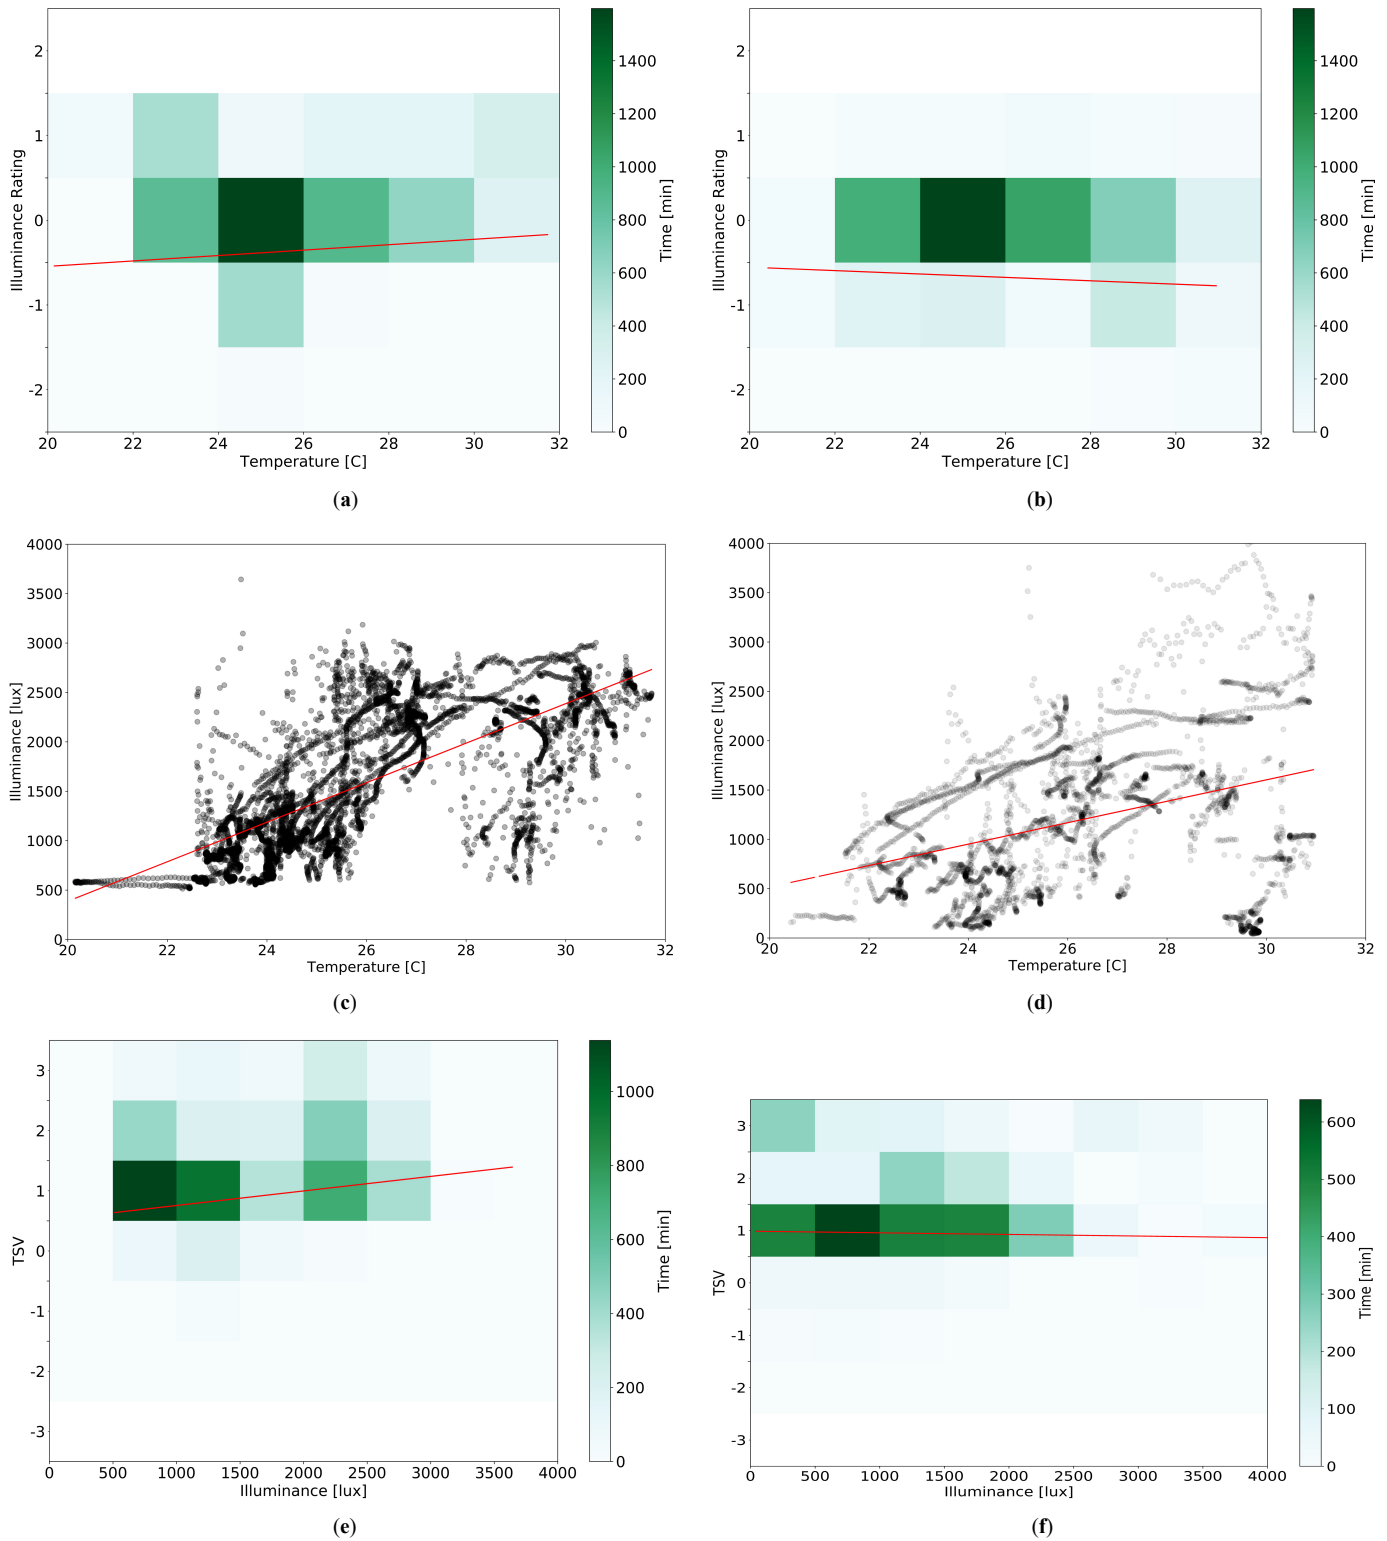 2
1
0
-1
-2
Illuminance Rating
20 22 24 26 28 30 32
Temperature [C]
1400
1200
1000
800
600
400
200
0
Time [min]
(a)
2
1
0
-1
-2
Illuminance Rating
20 22 24 26 28 30 32
Temperature [C]
1400
1200
1000
800
600
400
200
0
Time [min]
(b)
4000
3500
3000
2500
2000
1500
1000
500
0
Illuminance [lux]
20 22 24 26 28 30 32
Temperature [C]
(c)
4000
3500
3000
2500
2000
1500
1000
500
0
Illuminance [lux]
20 22 24 26 28 30 32
Temperature [C]
(d)
3
2
1
0
-1
-2
-3
TSV
0 500 1000 1500 2000 2500 3000 3500 4000
Illuminance [lux]
1000
800
600
400
200
0
Time [min]
(e)
3
2
1
0
-1
-2
-3
TSV
0 500 1000 1500 2000 2500 3000 3500 4000
Illuminance [lux]
600
500
400
300
200
100
0
Time [min]
(f)